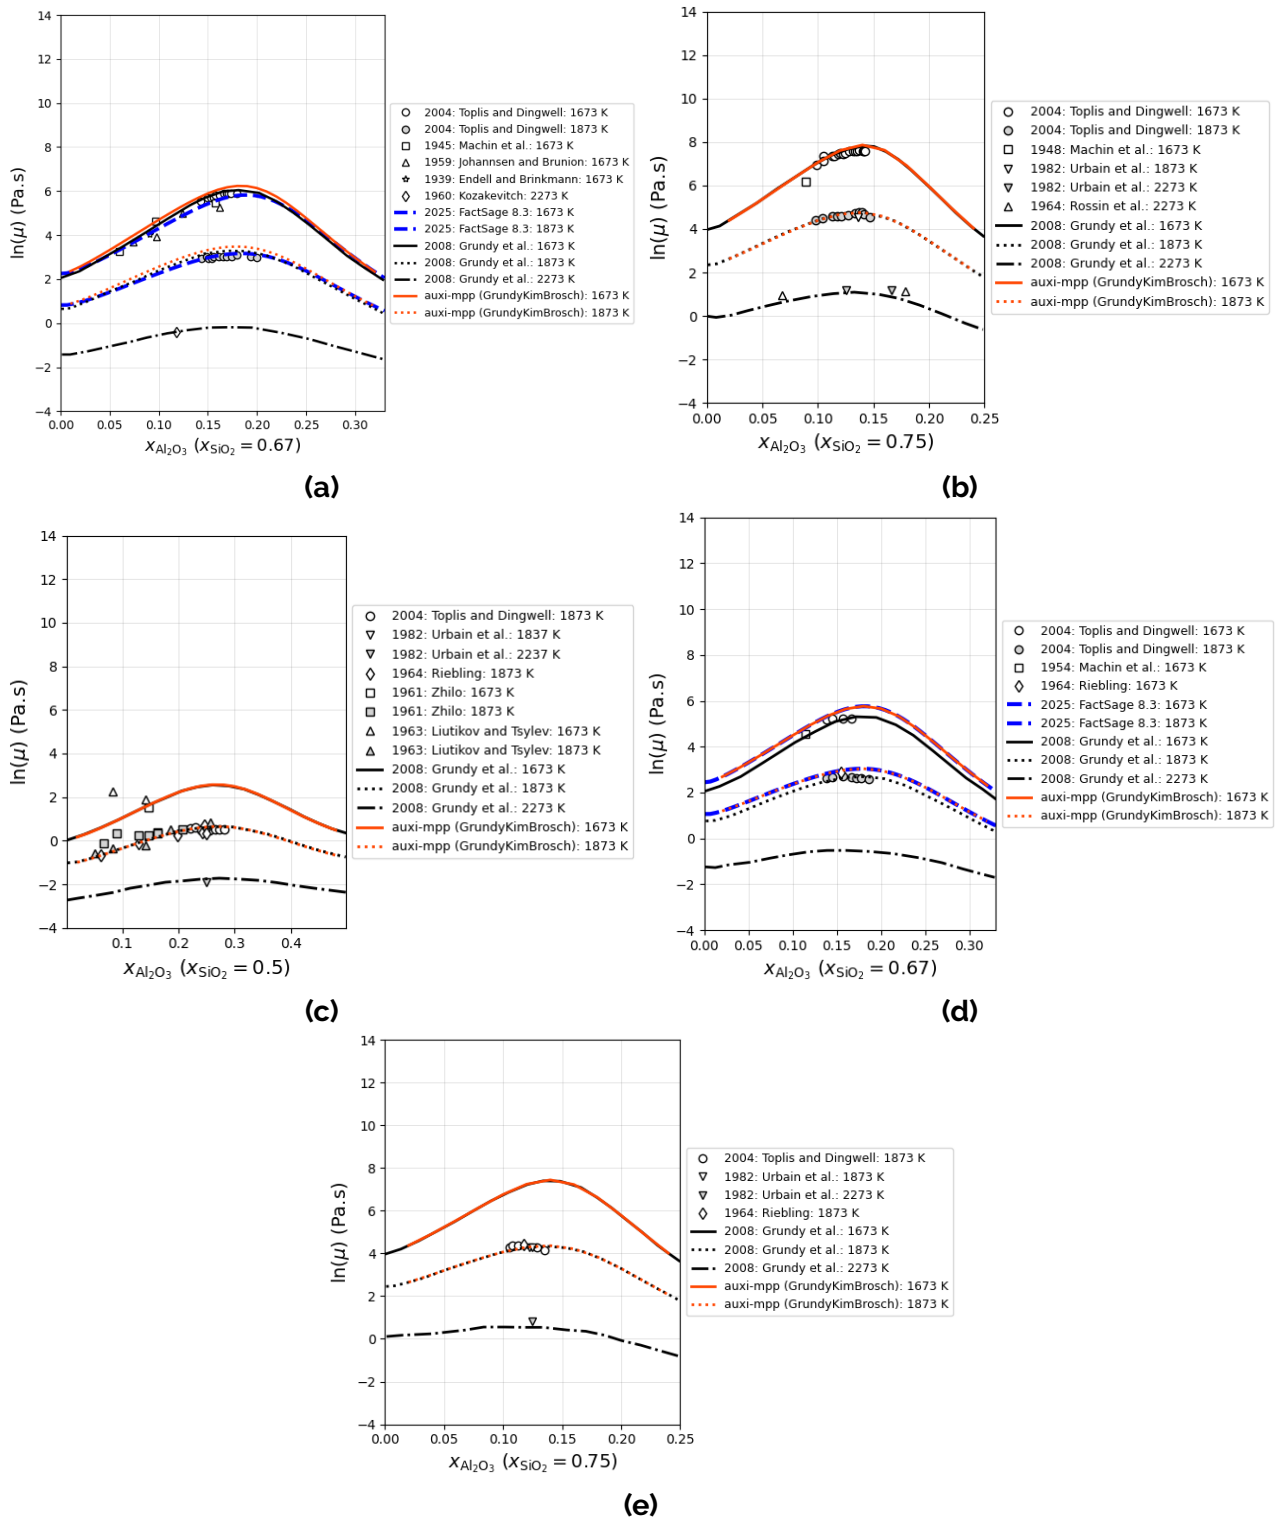 14
12
10
8
6
4
2
0
−2
−4
ln(μ) (Pa.s)
0.00 0.05 0.10 0.15 0.20 0.25 0.30
xAl2O3 (xSiO2 = 0.67)
2004: Toplis and Dingwell: 1673 K
2004: Toplis and Dingwell: 1873 K
1945: Machin et al.: 1673 K
1959: Johannsen and Brunion: 1673 K
1939: Endell and Brinkmann: 1673 K
1960: Kozakevitch: 2273 K
2025: FactSage 8.3: 1673 K
2025: FactSage 8.3: 1873 K
2008: Grundy et al.: 1673 K
2008: Grundy et al.: 1873 K
2008: Grundy et al.: 2273 K
auxi-mpp (GrundyKimBrosch): 1673 K
auxi-mpp (GrundyKimBrosch): 1873 K
(a)
14
12
10
8
6
4
2
0
−2
−4
ln(μ) (Pa.s)
0.00 0.05 0.10 0.15 0.20 0.25
xAl2O3 (xSiO2 = 0.75)
2004: Toplis and Dingwell: 1673 K
2004: Toplis and Dingwell: 1873 K
1948: Machin et al.: 1673 K
1982: Urbain et al.: 1873 K
1982: Urbain et al.: 2273 K
1964: Rossin et al.: 2273 K
2008: Grundy et al.: 1673 K
2008: Grundy et al.: 1873 K
2008: Grundy et al.: 2273 K
auxi-mpp (GrundyKimBrosch): 1673 K
auxi-mpp (GrundyKimBrosch): 1873 K
(b)
14
12
10
8
6
4
2
0
−2
−4
ln(μ) (Pa.s)
0.1 0.2 0.3 0.4
xAl2O3 (xSiO2 = 0.5)
2004: Toplis and Dingwell: 1873 K
1982: Urbain et al.: 1837 K
1982: Urbain et al.: 2237 K
1964: Riebling: 1873 K
1961: Zhilo: 1673 K
1961: Zhilo: 1873 K
1963: Liutikov and Tsylev: 1673 K
1963: Liutikov and Tsylev: 1873 K
2008: Grundy et al.: 1673 K
2008: Grundy et al.: 1873 K
2008: Grundy et al.: 2273 K
auxi-mpp (GrundyKimBrosch): 1673 K
auxi-mpp (GrundyKimBrosch): 1873 K
(c)
14
12
10
8
6
4
2
0
−2
−4
ln(μ) (Pa.s)
0.00 0.05 0.10 0.15 0.20 0.25 0.30
xAl2O3 (xSiO2 = 0.67)
2004: Toplis and Dingwell: 1673 K
2004: Toplis and Dingwell: 1873 K
1954: Machin et al.: 1673 K
1964: Riebling: 1673 K
2025: FactSage 8.3: 1673 K
2025: FactSage 8.3: 1873 K
2008: Grundy et al.: 1673 K
2008: Grundy et al.: 1873 K
2008: Grundy et al.: 2273 K
auxi-mpp (GrundyKimBrosch): 1673 K
auxi-mpp (GrundyKimBrosch): 1873 K
(d)
14
12
10
8
6
4
2
0
−2
−4
ln(μ) (Pa.s)
0.00 0.05 0.10 0.15 0.20 0.25
xAl2O3 (xSiO2 = 0.75)
2004: Toplis and Dingwell: 1873 K
1982: Urbain et al.: 1873 K
1982: Urbain et al.: 2273 K
1964: Riebling: 1873 K
2008: Grundy et al.: 1673 K
2008: Grundy et al.: 1873 K
2008: Grundy et al.: 2273 K
auxi-mpp (GrundyKimBrosch): 1673 K
auxi-mpp (GrundyKimBrosch): 1873 K
(e)